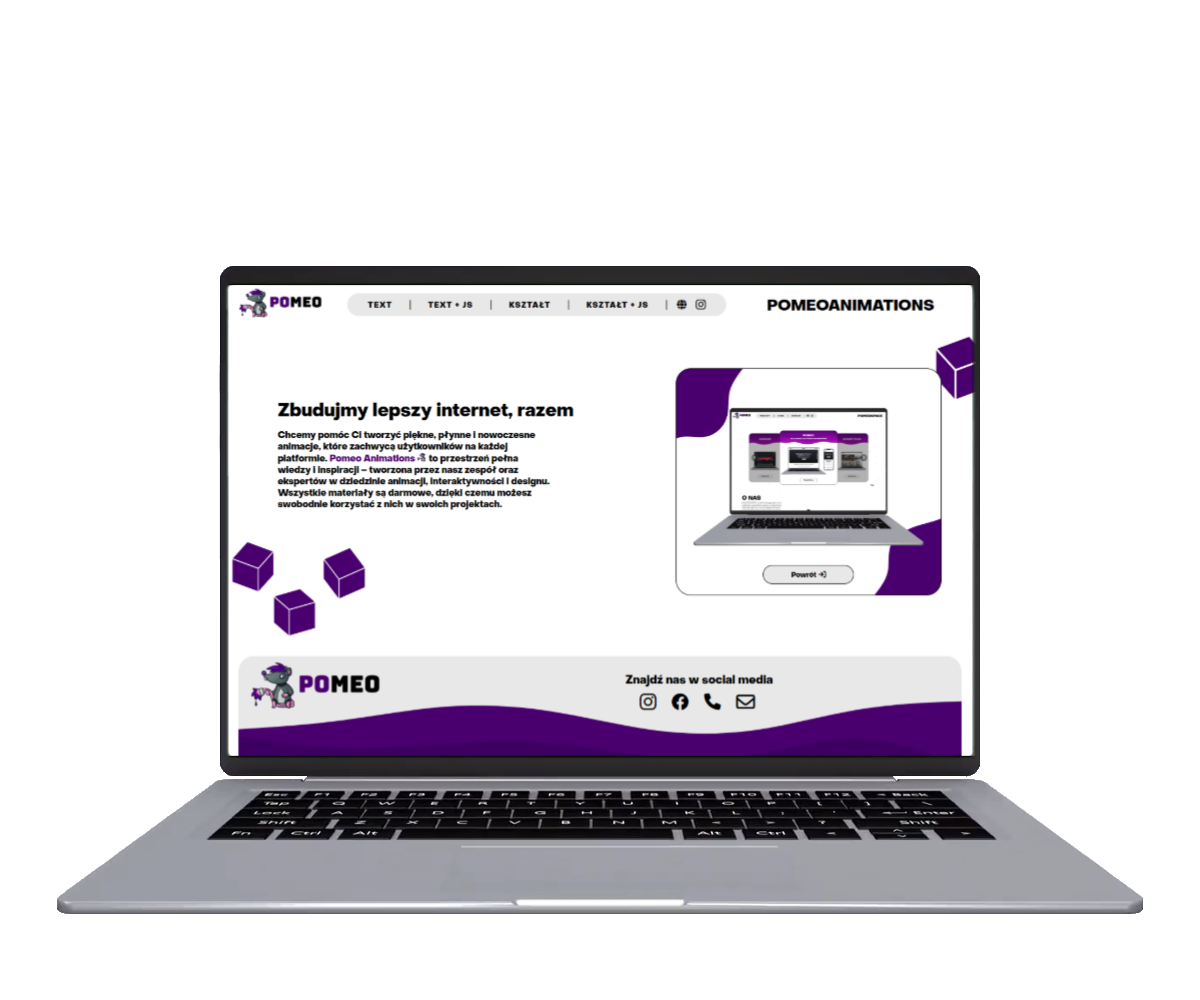 POMEO
TEXT | TEXT + JS | KSZTAŁT | KSZTAŁT + JS |
POMEOANIMATIONS
Zbudujmy lepszy internet, razem
Chcemy pomóc Ci tworzyć piękne, płynne i nowoczesne
animacje, które zachwycą użytkowników na każdej
platformie. Pomeo Animations to przestrzeń pełna
wiedzy i inspiracji – tworzona przez nasz zespół oraz
ekspertów w dziedzinie animacji, interaktywności i designu.
Wszystkie materiały są darmowe, dzięki czemu możesz
swobodnie korzystać z nich w swoich projektach.
O NAS
Powrót
POMEO
Znajdź nas w social media
Esc F1 F2 F3 F4 F5 F6 F7 F8 F9 F10 F11 F12 Back
Tap Q W E R T Y U I O P [ ] \
Lock A S D F G H J K L ; ' Enter
Shift Z X C V B N M < > ? Shift
Fn Ctrl Alt Alt Ctrl < >